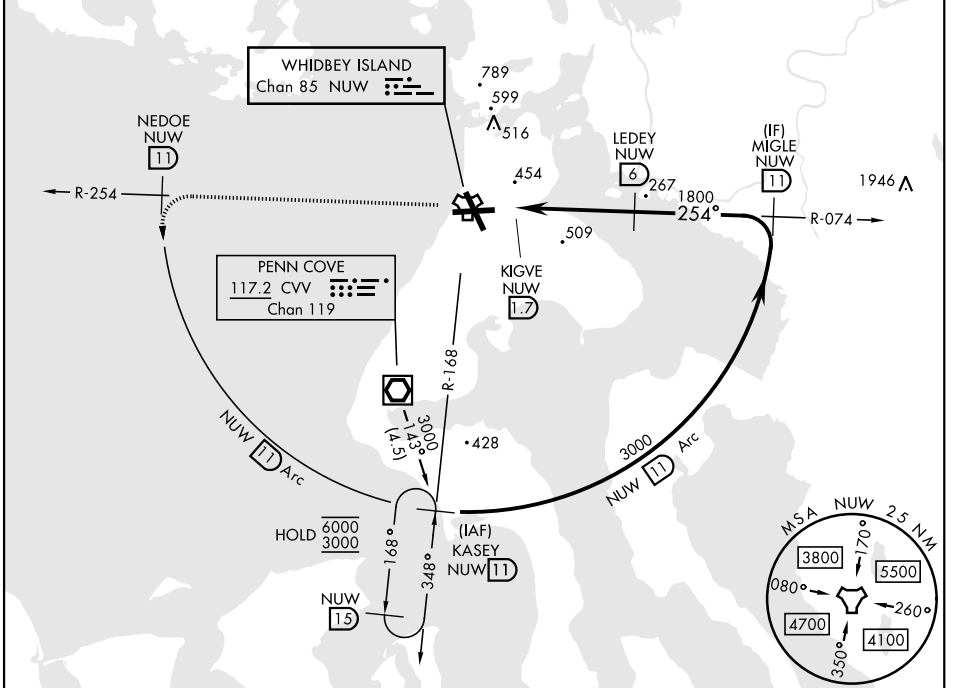 WHIDBEY ISLAND
Chan 85 NUW
789
599
516
454
NEDOE
NUW
11
R-254
LEDEY
NUW
6
267
1800
254°
(IF)
MIGLE
NUW
11
1946
R-074
509
KIGVE
NUW
1.7
PENN COVE
117.2 CVV
Chan 119
R-168
3000
143°
(4.5)
428
3000
NUW 11 Arc
NUW 11 Arc
HOLD 6000
3000
168°
348°
(IAF)
KASEY
NUW 11
NUW
15
MSA NUW 25 NM
170°
3800
5500
080°
260°
4700
4100
350°